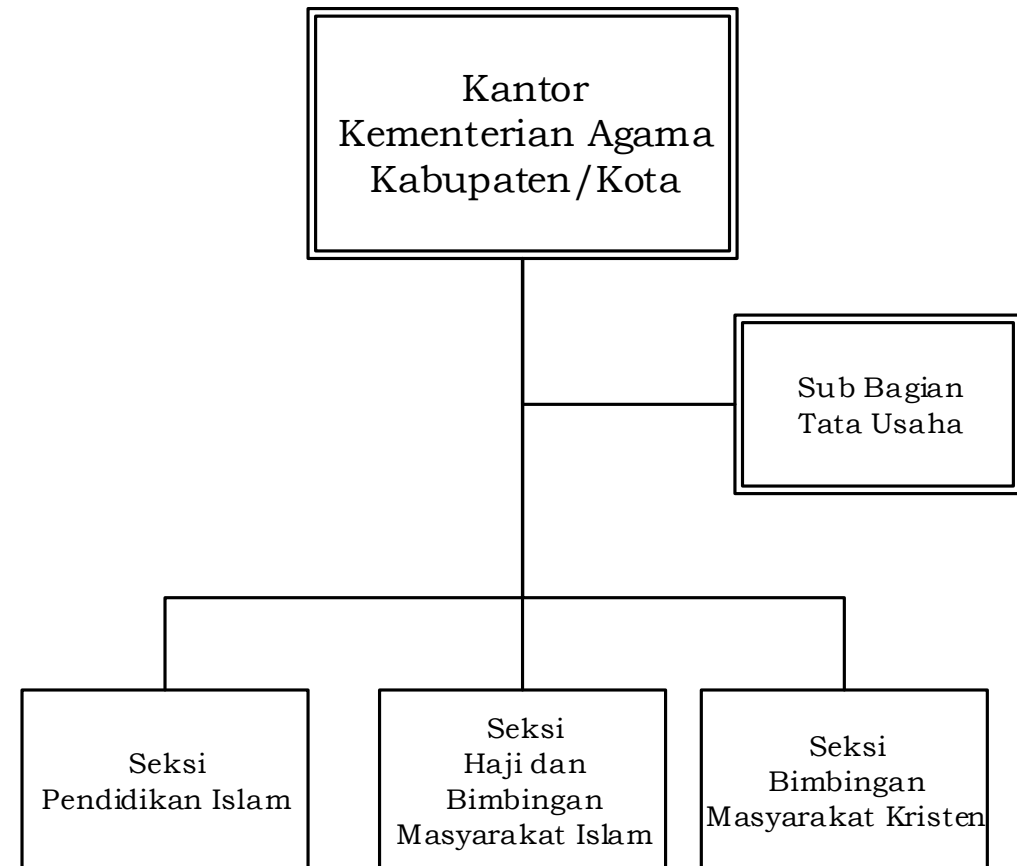 Kantor
Kementerian Agama
Kabupaten/Kota
Sub Bagian
Tata Usaha
Seksi
Pendidikan Islam
Seksi
Haji dan
Bimbingan
Masyarakat Islam
Seksi
Bimbingan
Masyarakat Kristen